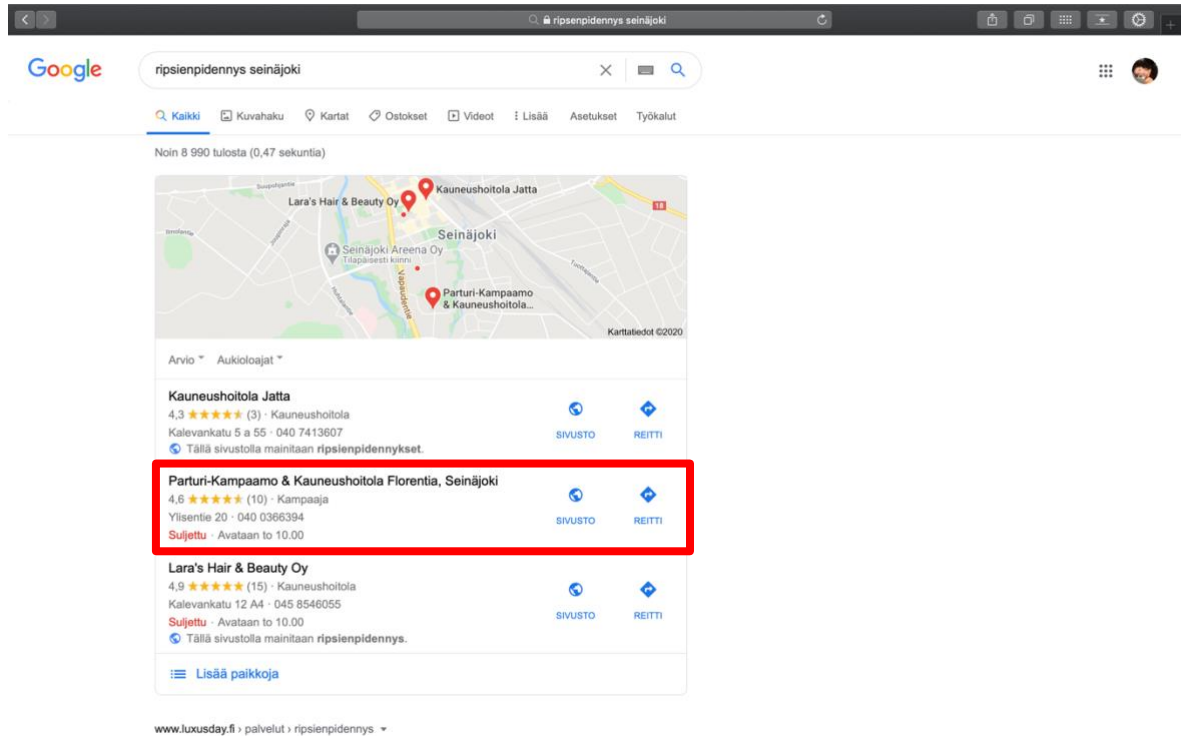 ripsenpidennys seinäjoki
Google
ripsienpidennys seinäjoki
Kaikki Kuvahaku Kartat Ostokset Videot Lisää Asetukset Työkalut
Noin 8 990 tulosta (0,47 sekuntia)
Kauneushoitola Jatta
Lara's Hair & Beauty Oy
18
Seinäjoki
Seinäjoki Areena Oy
Tilapäisesti kiinni
Vapaudentie
Parturi-Kampaamo
& Kauneushoitola...
Karttatiedot ©2020
Arvio Aukioloajat
Kauneushoitola Jatta
4,3 ★★★★★ (3) · Kauneushoitola
Kalevankatu 5 a 55 · 040 7413607
SIVUSTO REITTI
Tällä sivustolla mainitaan ripsienpidennykset.
Parturi-Kampaamo & Kauneushoitola Florentia, Seinäjoki
4,6 ★★★★★ (10) · Kampaaja
Ylisentie 20 · 040 0366394
SIVUSTO REITTI
Suljettu · Avataan to 10.00
Lara's Hair & Beauty Oy
4,9 ★★★★★ (15) · Kauneushoitola
Kalevankatu 12 A4 · 045 8546055
SIVUSTO REITTI
Suljettu · Avataan to 10.00
Tällä sivustolla mainitaan ripsienpidennys.
Lisää paikkoja
www.luxusday.fi › palvelut › ripsienpidennys